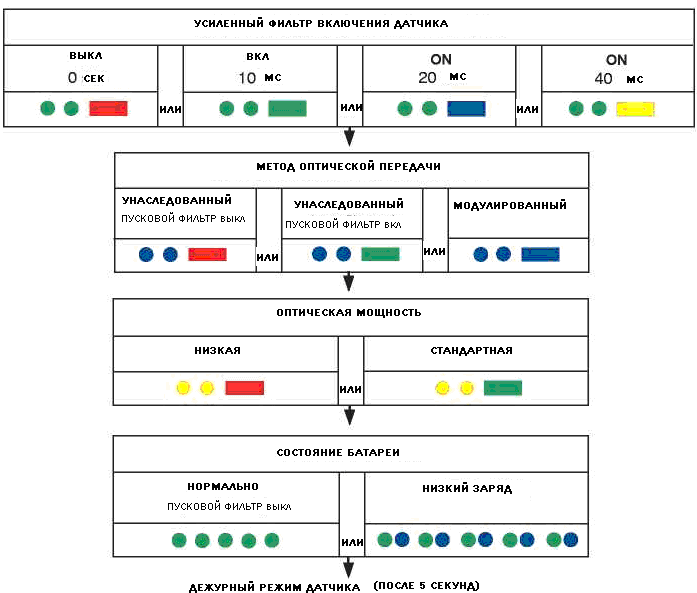 УСИЛЕННЫЙ ФИЛЬТР ВКЛЮЧЕНИЯ ДАТЧИКА
ВЫКЛ
0 СЕК
ВКЛ
10 МС
ON
20 МС
ON
40 МС
ИЛИ
ИЛИ
ИЛИ
МЕТОД ОПТИЧЕСКОЙ ПЕРЕДАЧИ
УНАСЛЕДОВАННЫЙ
ПУСКОВОЙ ФИЛЬТР ВЫКЛ
УНАСЛЕДОВАННЫЙ
ПУСКОВОЙ ФИЛЬТР ВКЛ
МОДУЛИРОВАННЫЙ
ИЛИ
ИЛИ
ОПТИЧЕСКАЯ МОЩНОСТЬ
НИЗКАЯ
СТАНДАРТНАЯ
ИЛИ
СОСТОЯНИЕ БАТАРЕИ
НОРМАЛЬНО
ПУСКОВОЙ ФИЛЬТР ВЫКЛ
НИЗКИЙ ЗАРЯД
ИЛИ
ДЕЖУРНЫЙ РЕЖИМ ДАТЧИКА (ПОСЛЕ 5 СЕКУНД)